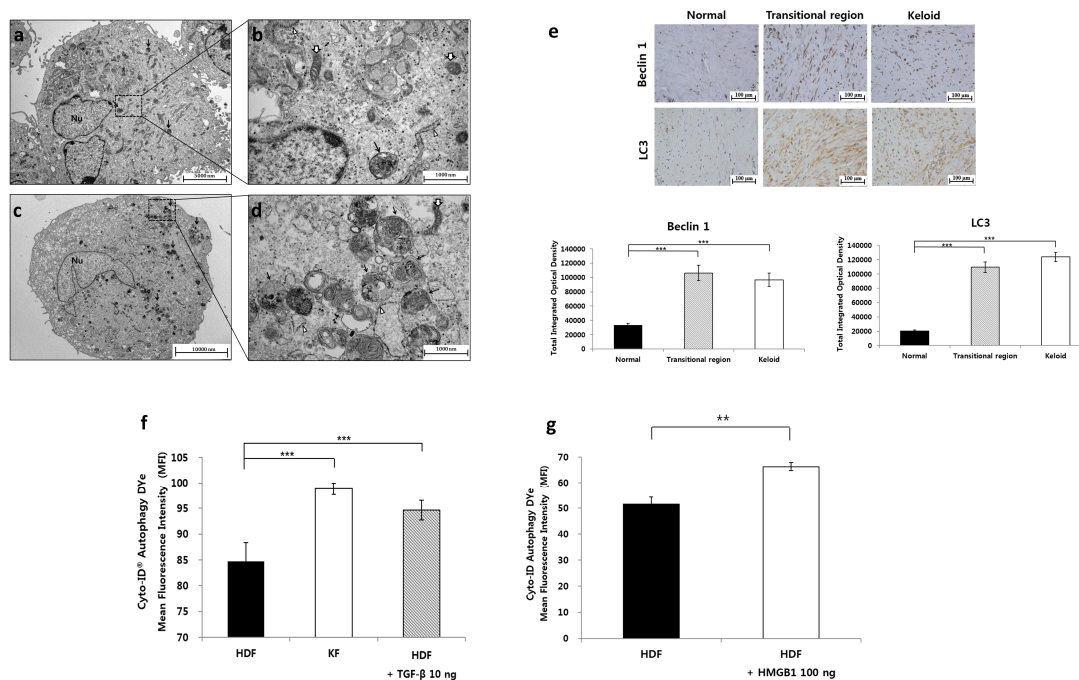 a
Nu
5000 nm
b
1000 nm
c
Nu
10000 nm
d
1000 nm
e
Normal Transitional region Keloid
Beclin 1
100 μm 100 μm 100 μm
LC3
100 μm 100 μm 100 μm
Beclin 1
***
***
Total Integrated Optical Density
140000
120000
100000
80000
60000
40000
20000
0
Normal Transitional region Keloid
LC3
***
***
Total Integrated Optical Density
140000
120000
100000
80000
60000
40000
20000
0
Normal Transitional region Keloid
f
***
***
Cyto-ID® Autophagy DYe
Mean Fluorescence Intensity (MFI)
105
100
95
90
85
80
75
70
HDF KF HDF
+ TGF-β 10 ng
g
**
Cyto-ID Autophagy DYe
Mean Fluorescence Intensity (MFI)
70
60
50
40
30
20
10
0
HDF HDF
+ HMGB1 100 ng